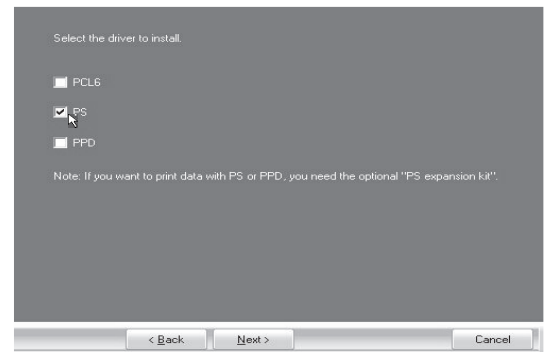 Select the driver to install.
PCL6
PS
PPD
Note: If you want to print data with PS or PPD, you need the optional "PS expansion kit".
< Back Next > Cancel